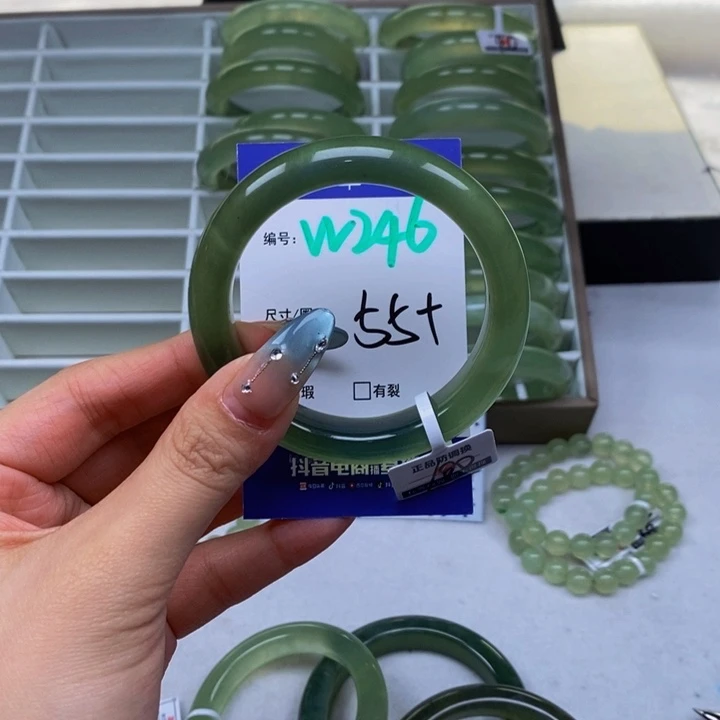 编号: W246
尺寸/圈 55+
瑕 □有裂
抖音电商
正品防调换
180